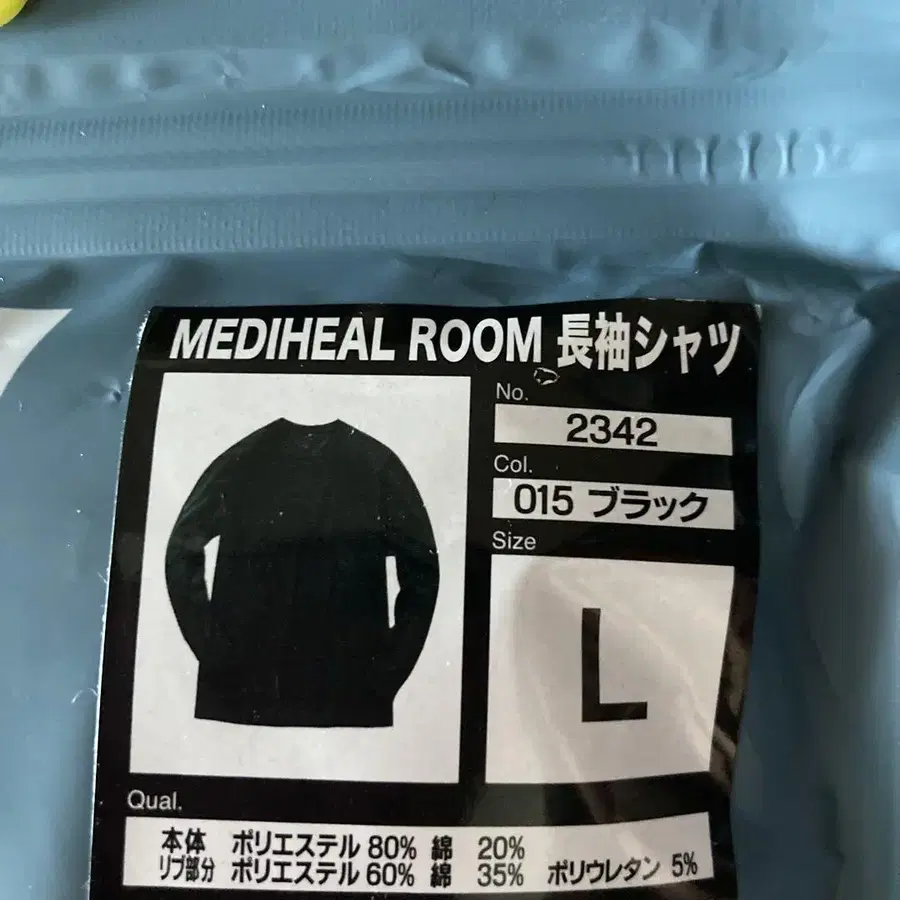 MEDIHEAL ROOM 長袖シャツ
No.
2342
Col.
015 ブラック
Size
L
Qual.
本体 ポリエステル 80% 綿 20%
リブ部分 ポリエステル 60% 綿 35% ポリウレタン 5%